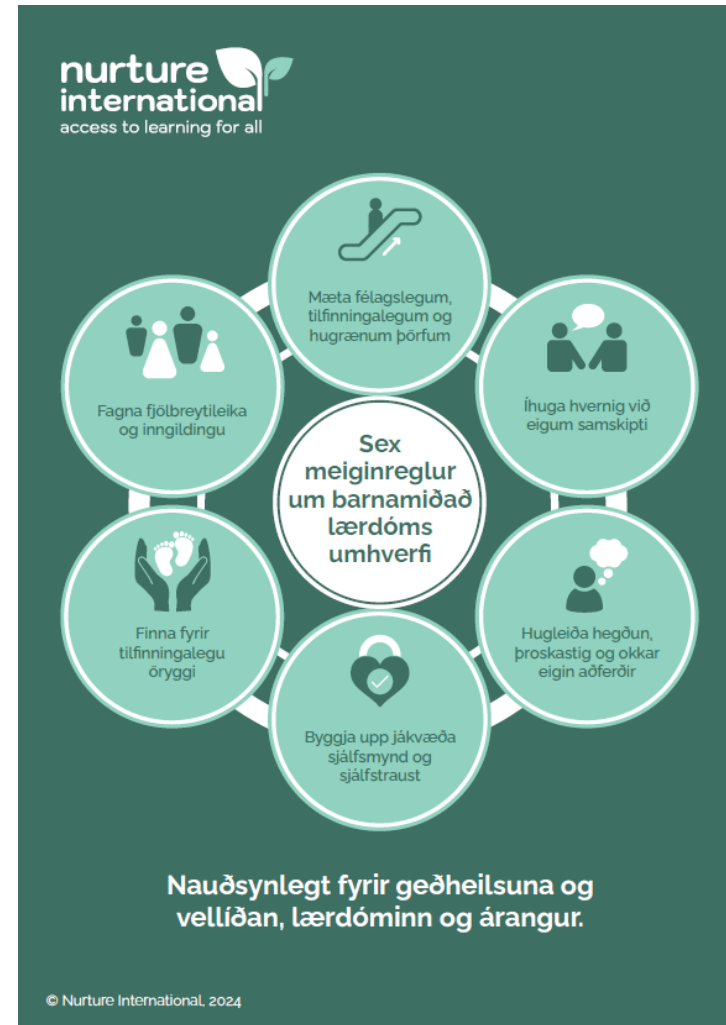 nurture
international
access to learning for all
Mæta félagslegum,
tilfinningalegum og
hugrænum þörfum
Íhuga hvernig við
eigum samskipti
Hugleiða hegðun,
þroskastig og okkar
eigin aðferðir
Byggja upp jákvæða
sjálfsmynd og
sjálfstraust
Finna fyrir
tilfinningalegu
öryggi
Fagna fjölbreytileika
og inngildingu
Sex
meiginreglur
um barnamiðað
lærdóms
umhverfi
Nauðsynlegt fyrir geðheilsuna og
vellíðan, lærdóminn og árangur.
© Nurture International, 2024